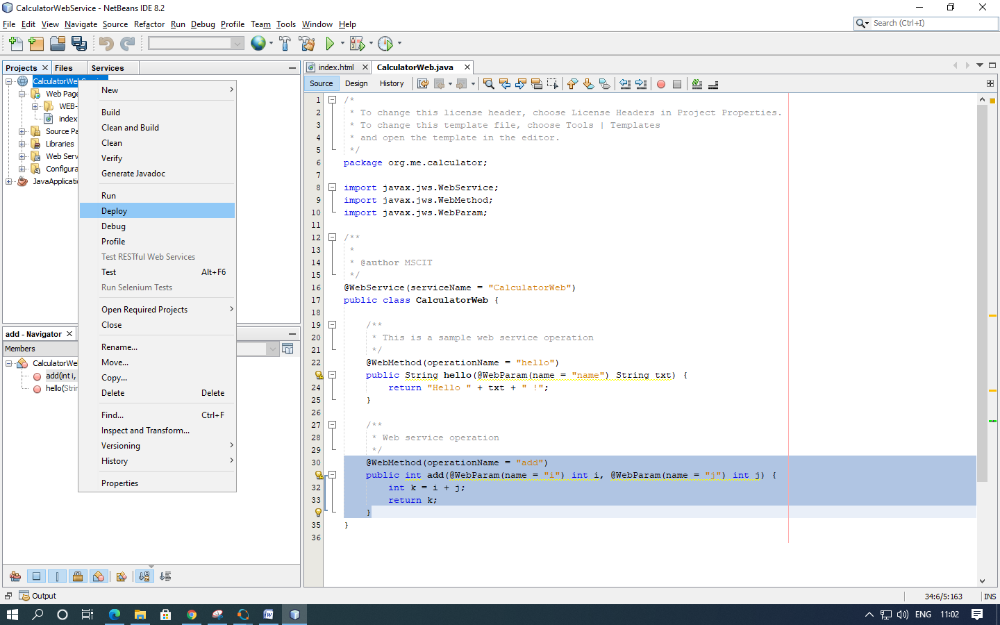 CalculatorWebService - NetBeans IDE 8.2
File Edit View Navigate Source Refactor Run Debug Profile Team Tools Window Help
Search (Ctrl+I)
Projects Files Services
CalculatorWeb
Web Page
WEB-
index
Source Pa
Libraries
Web Serv
Configura
JavaApplicatio
New
Build
Clean and Build
Clean
Verify
Generate Javadoc
Run
Deploy
Debug
Profile
Test RESTful Web Services
Test Alt+F6
Run Selenium Tests
Open Required Projects
Close
Rename...
Move...
Copy...
Delete Delete
Find... Ctrl+F
Inspect and Transform...
Versioning
History
Properties
add - Navigator
Members
CalculatorWe
add(int i,
hello(Strin
index.html CalculatorWeb.java
Source Design History
1 /*
2 * To change this license header, choose License Headers in Project Properties.
3 * To change this template file, choose Tools | Templates
4 * and open the template in the editor.
5 */
6 package org.me.calculator;
7
8 import javax.jws.WebService;
9 import javax.jws.WebMethod;
10 import javax.jws.WebParam;
11
12 /**
13 *
14 * @author MSCIT
15 */
16 @WebService(serviceName = "CalculatorWeb")
17 public class CalculatorWeb {
18
19 /**
20 * This is a sample web service operation
21 */
22 @WebMethod(operationName = "hello")
public String hello(@WebParam(name = "name") String txt) {
24 return "Hello " + txt + " !";
25 }
26
27 /**
28 * Web service operation
29 */
30 @WebMethod(operationName = "add")
public int add(@WebParam(name = "i") int i, @WebParam(name = "j") int j) {
32 int k = i + j;
33 return k;
}
35 }
36
Output
34:6/5:163 INS
ENG 11:02